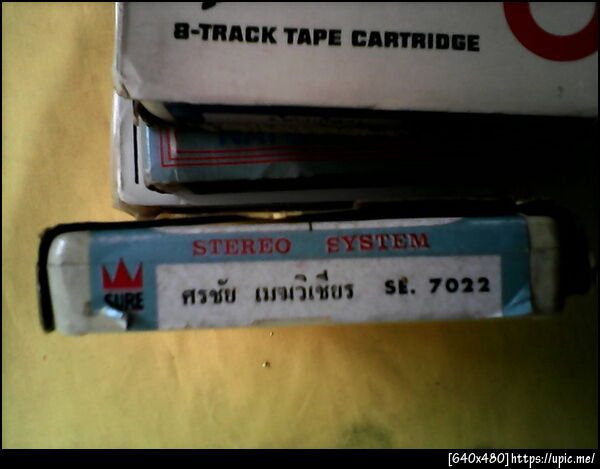 8-TRACK TAPE CARTRIDGE
STEREO SYSTEM
SURE
ศรชัย เมฆวิเชียร SE. 7022
[640x480]https://upic.me/